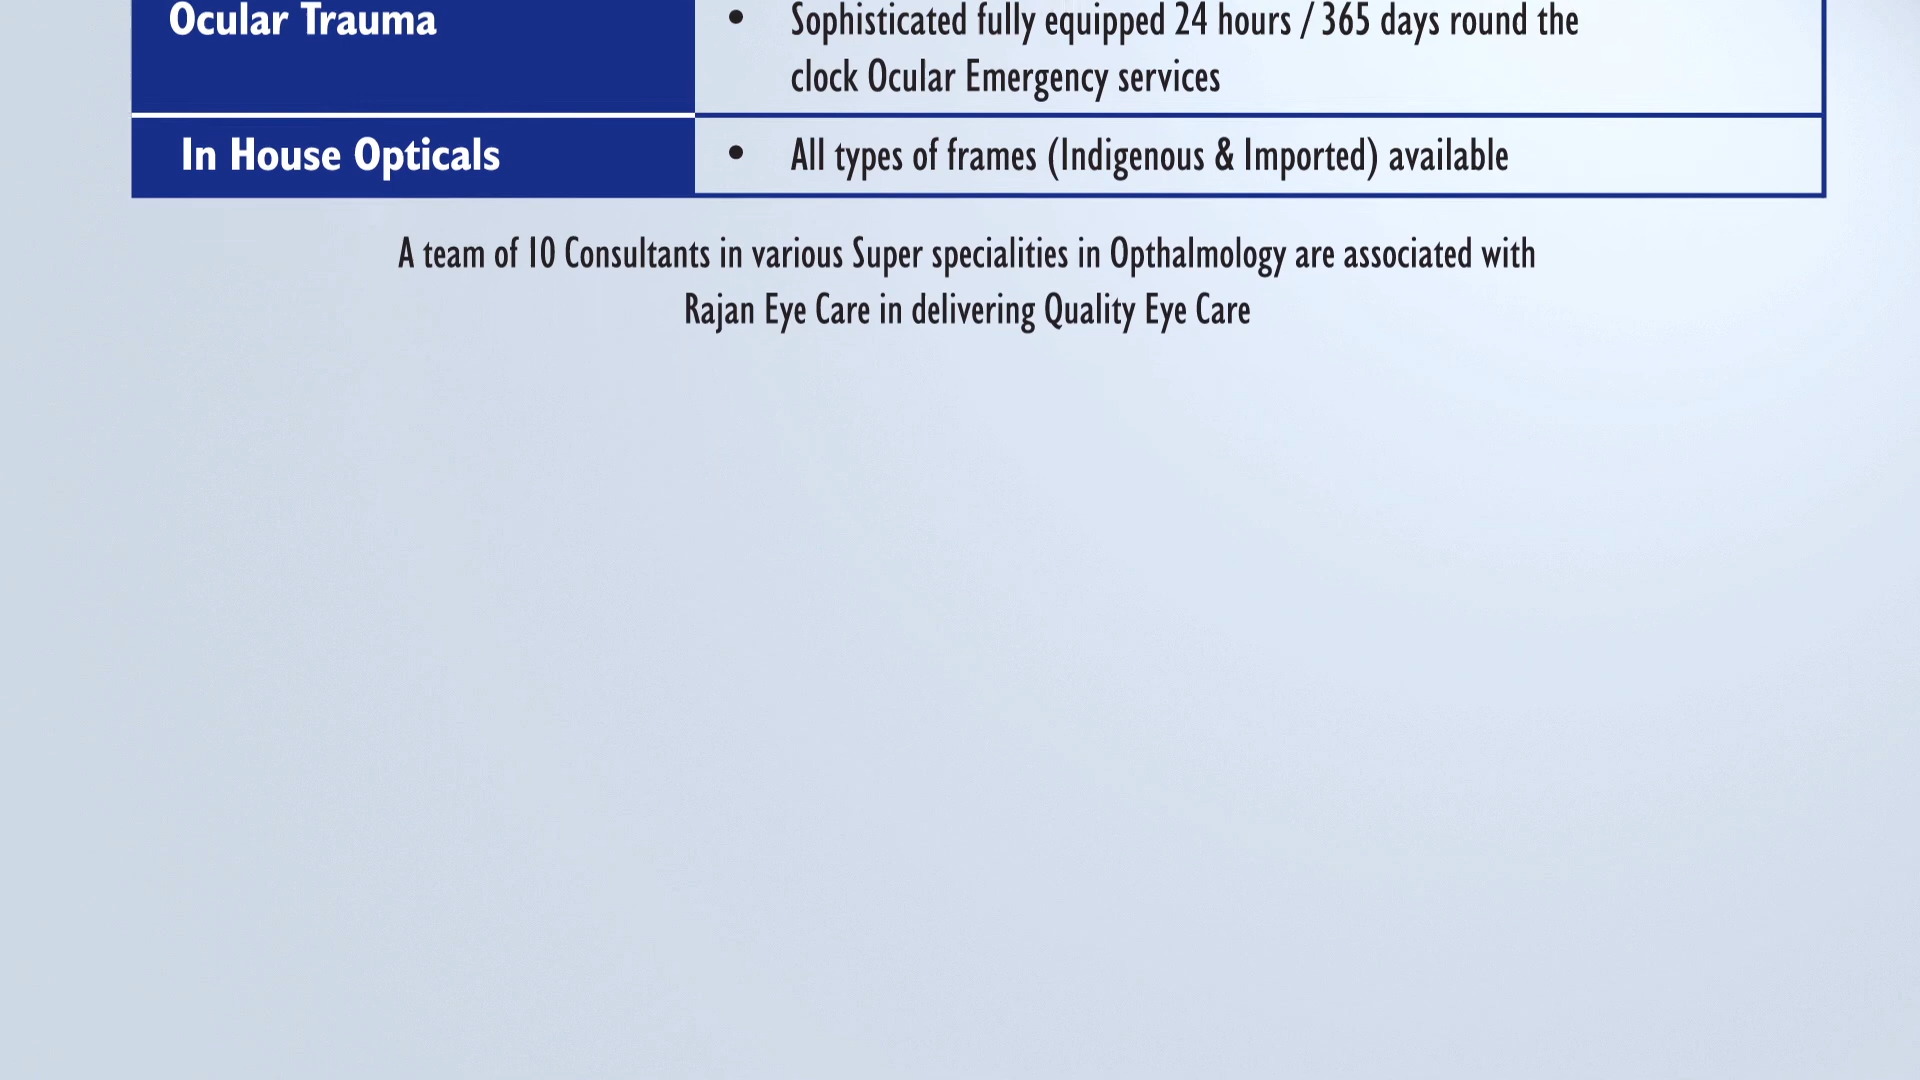 Ocular Trauma
• Sophisticated fully equipped 24 hours / 365 days round the
clock Ocular Emergency services
In House Opticals
• All types of frames (Indigenous & Imported) available
A team of 10 Consultants in various Super specialities in Opthalmology are associated with
Rajan Eye Care in delivering Quality Eye Care